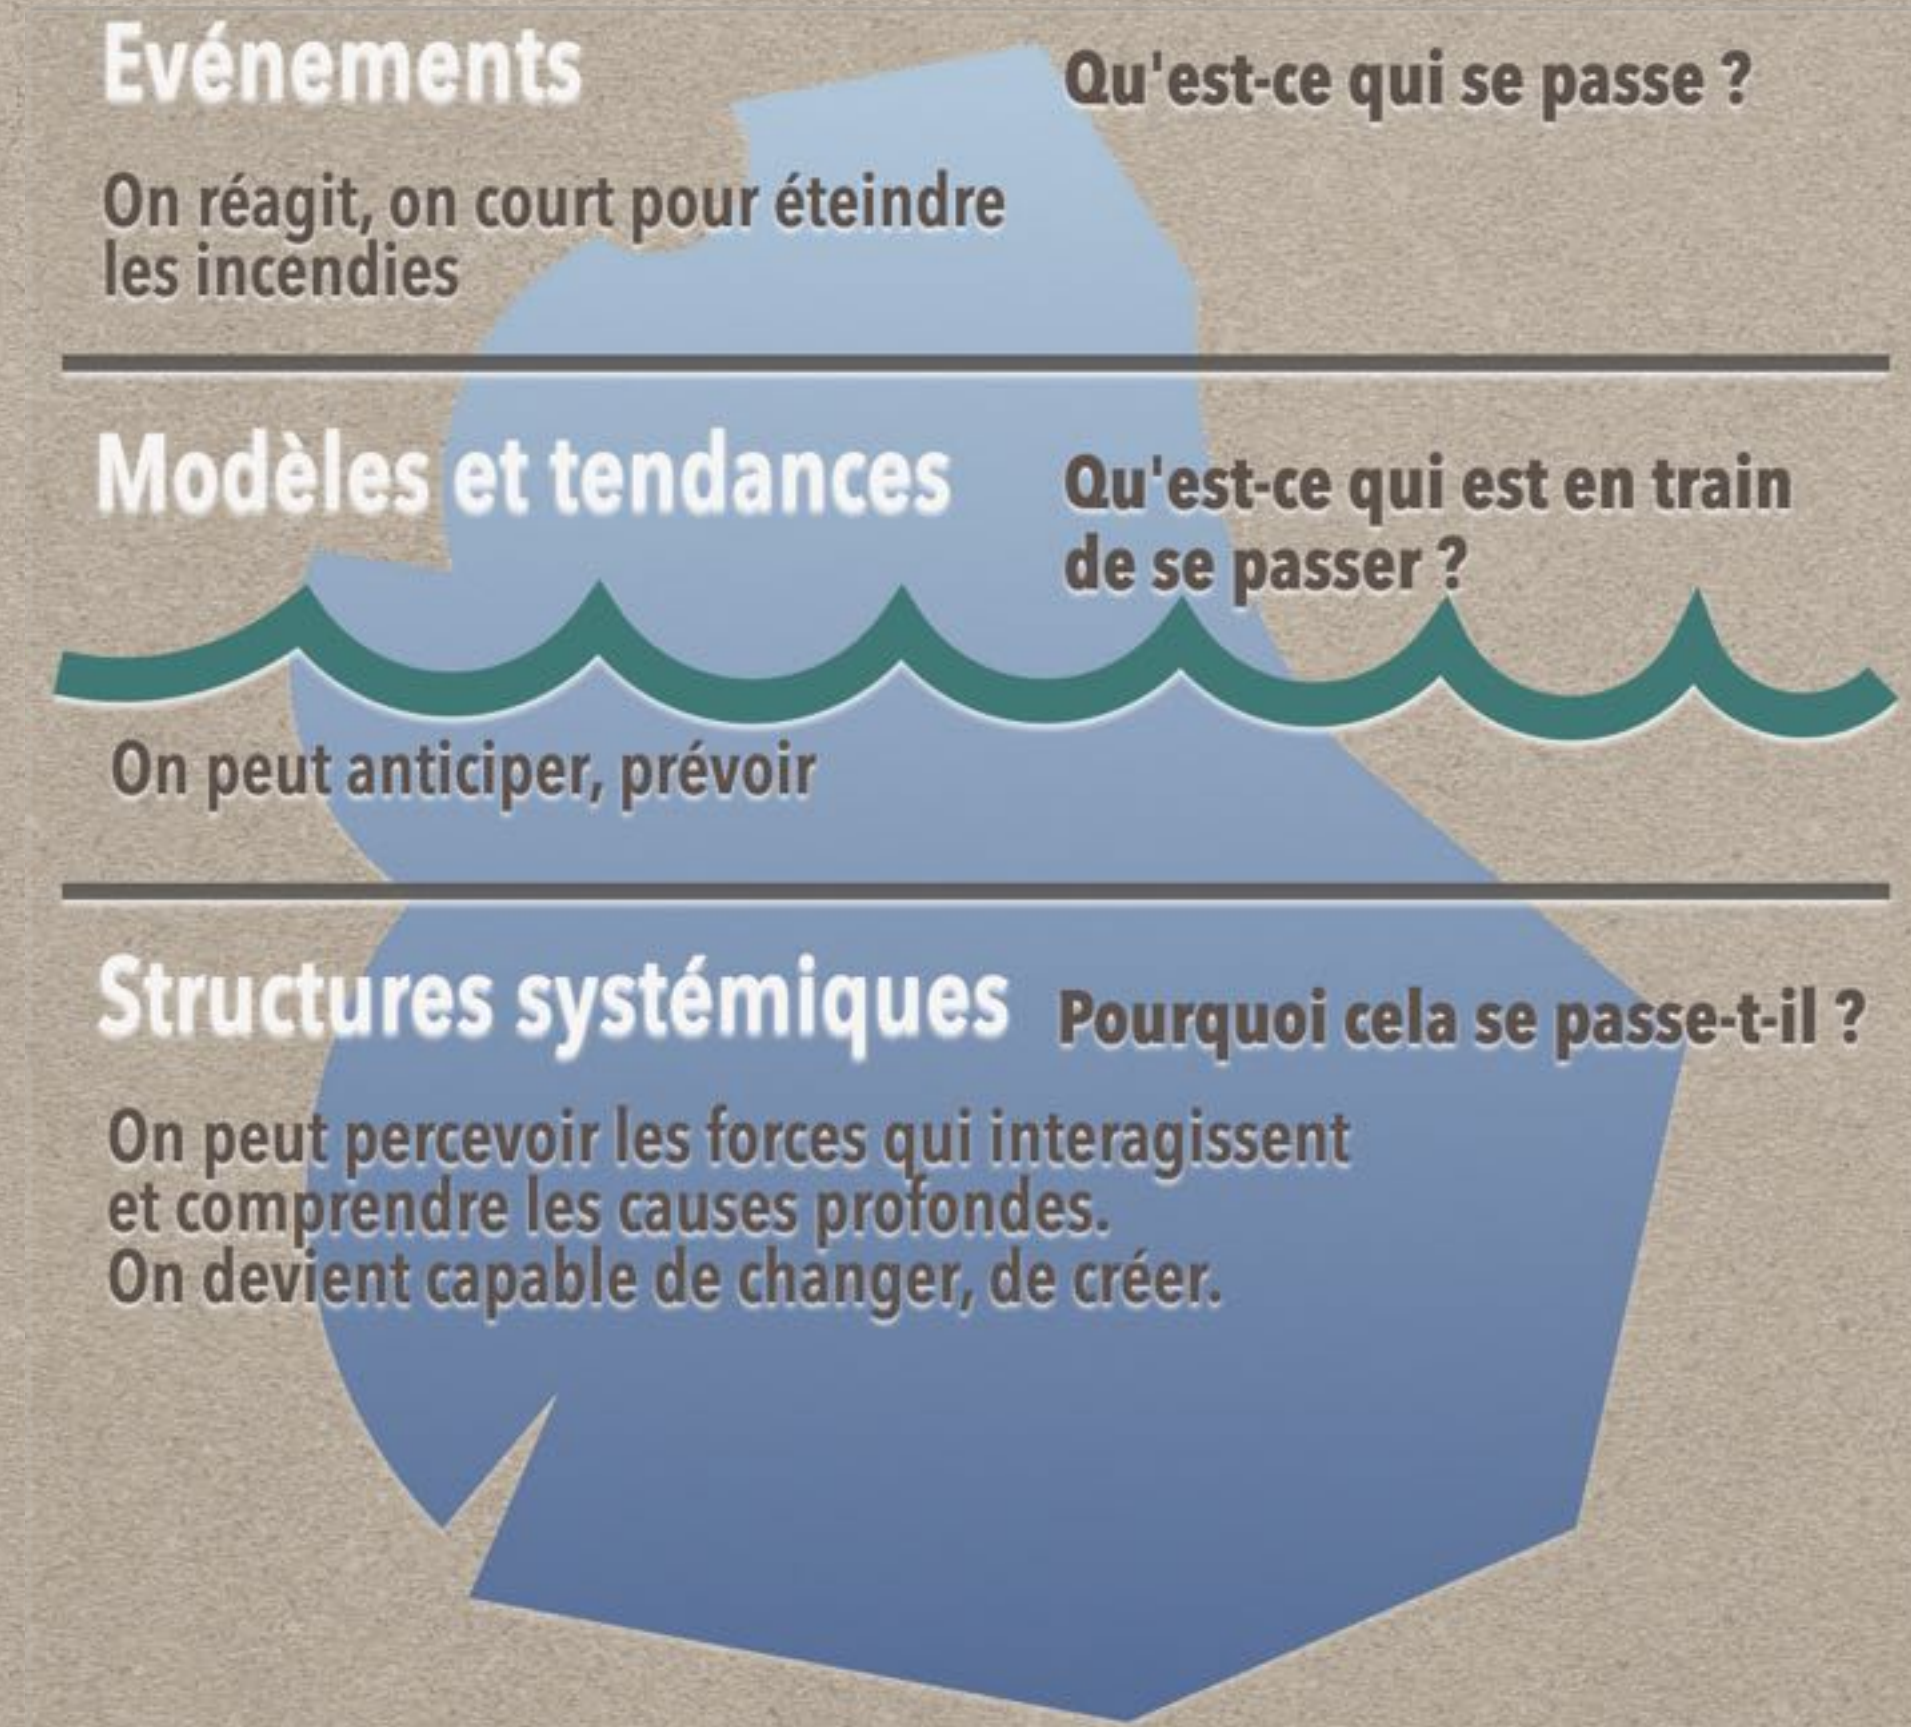 Evénements
Qu'est-ce qui se passe ?
On réagit, on court pour éteindre
les incendies
Modèles et tendances
Qu'est-ce qui est en train
de se passer ?
On peut anticiper, prévoir
Structures systémiques
Pourquoi cela se passe-t-il ?
On peut percevoir les forces qui interagissent
et comprendre les causes profondes.
On devient capable de changer, de créer.